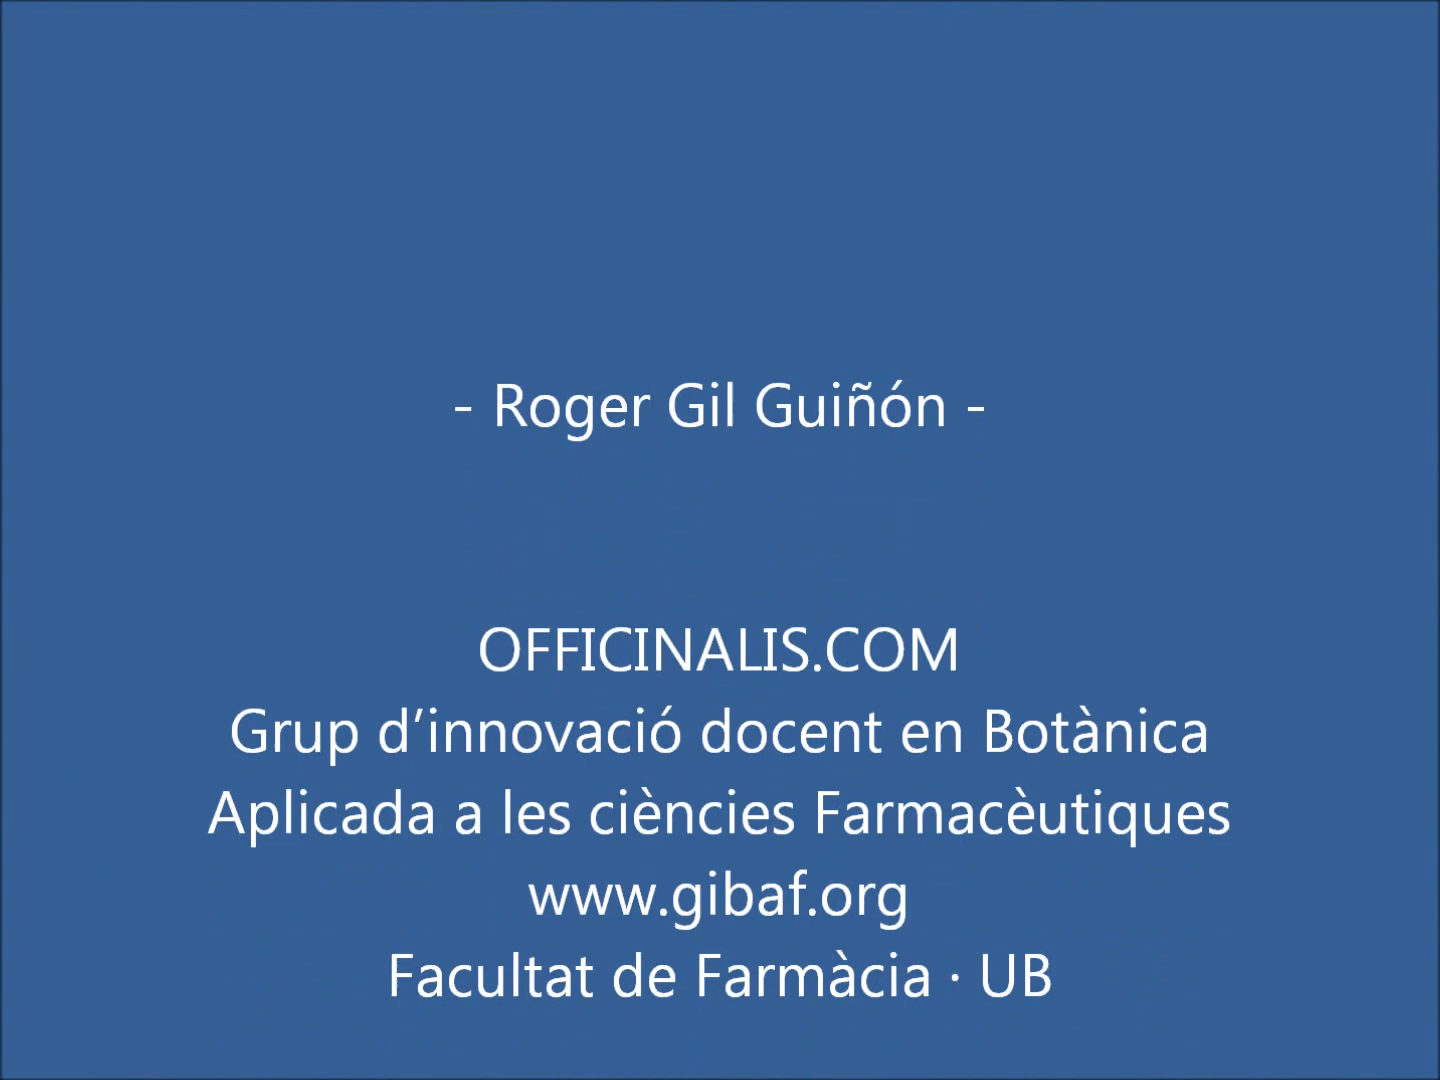 - Roger Gil Guiñón -
OFFICINALIS.COM
Grup d’innovació docent en Botànica
Aplicada a les ciències Farmacèutiques
www.gibaf.org
Facultat de Farmàcia · UB